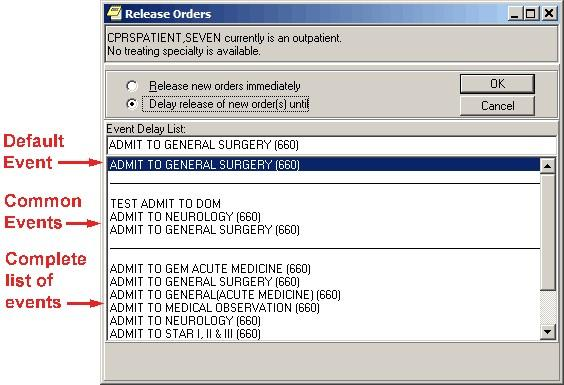 Release Orders
CPRSPATIENT,SEVEN currently is an outpatient.
No treating specialty is available.
Release new orders immediately
OK
Delay release of new order(s) until
Cancel
Event Delay List:
ADMIT TO GENERAL SURGERY (660)
Default
Event
ADMIT TO GENERAL SURGERY (660)
Common
Events
TEST ADMIT TO DOM
ADMIT TO NEUROLOGY (660)
ADMIT TO GENERAL SURGERY (660)
Complete
list of
events
ADMIT TO GEM ACUTE MEDICINE (660)
ADMIT TO GENERAL SURGERY (660)
ADMIT TO GENERAL(ACUTE MEDICINE) (660)
ADMIT TO MEDICAL OBSERVATION (660)
ADMIT TO NEUROLOGY (660)
ADMIT TO STAR I, II & III (660)